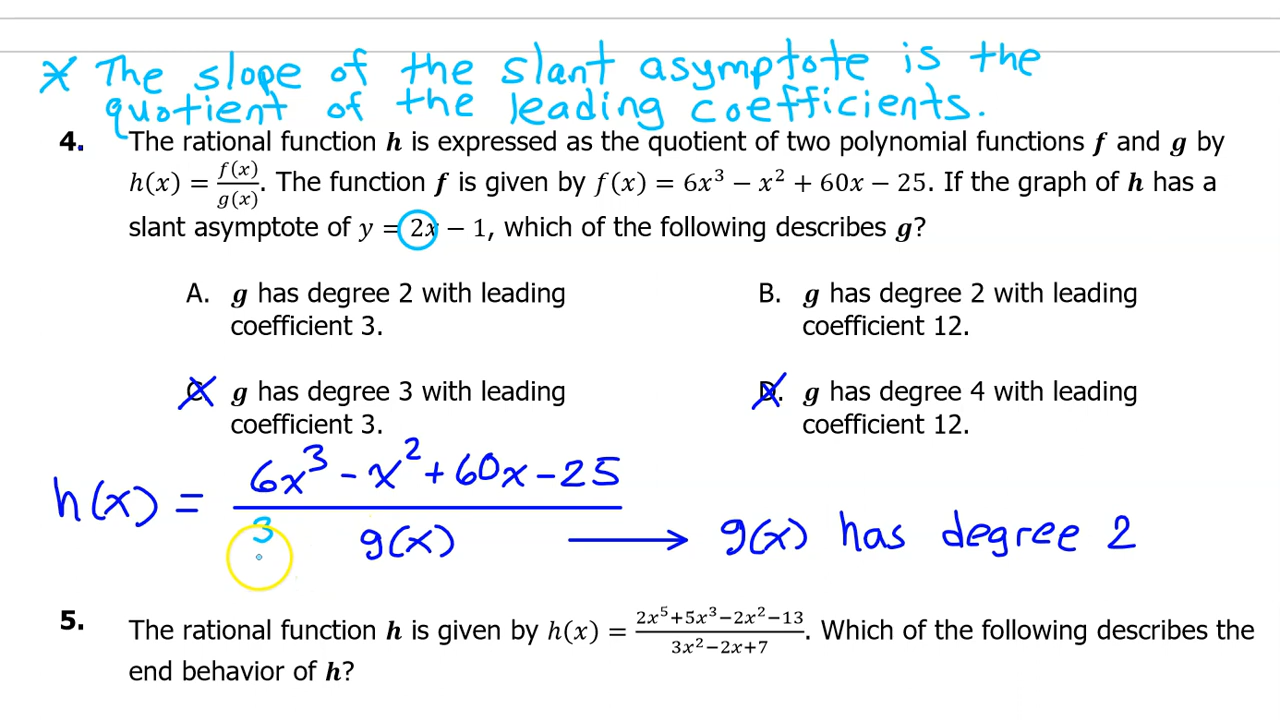 * The slope of the slant asymptote is the
quotient of the leading coefficients.
4. The rational function h is expressed as the quotient of two polynomial functions f and g by
h(x) = f(x)/g(x). The function f is given by f(x) = 6x³ − x² + 60x − 25. If the graph of h has a
slant asymptote of y = 2x − 1, which of the following describes g?
A. g has degree 2 with leading
coefficient 3.
B. g has degree 2 with leading
coefficient 12.
C. g has degree 3 with leading
coefficient 3.
D. g has degree 4 with leading
coefficient 12.
h(x) = 6x³ - x² + 60x - 25
3 g(x) → g(x) has degree 2
5. The rational function h is given by h(x) = (2x⁵+5x³−2x²−13)/(3x²−2x+7). Which of the following describes the
end behavior of h?